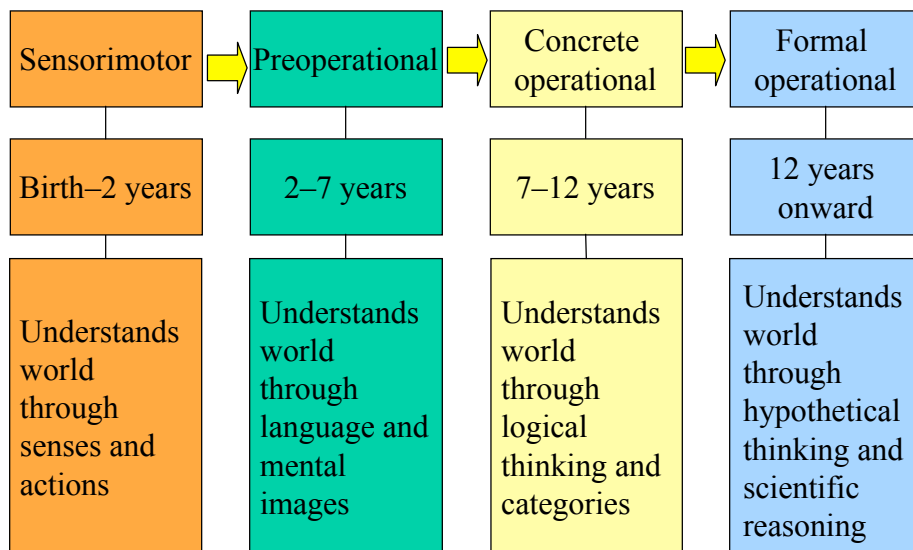 Sensorimotor
Preoperational
Concrete
operational
Formal
operational
Birth–2 years
2–7 years
7–12 years
12 years
onward
Understands
world
through
senses and
actions
Understands
world
through
language and
mental
images
Understands
world
through
logical
thinking and
categories
Understands
world
through
hypothetical
thinking and
scientific
reasoning